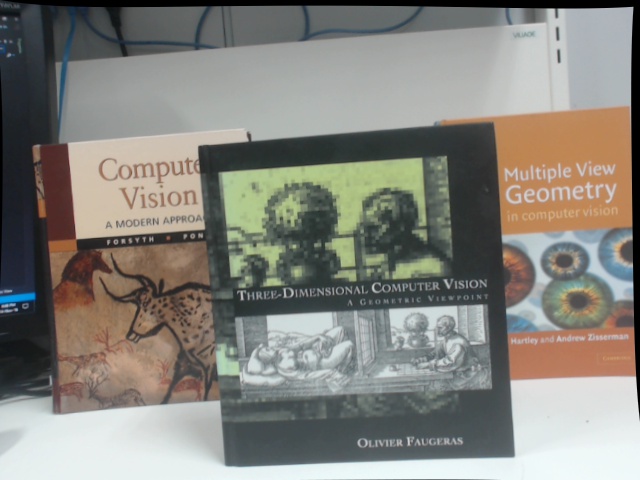 Compute
Vision
A MODERN APPROA
FORSYTH • PON
THREE-DIMENSIONAL COMPUTER VISION
A GEOMETRIC VIEWPOINT
OLIVIER FAUGERAS
Multiple View
Geometry
in computer vision
Hartley and Andrew Zisserman